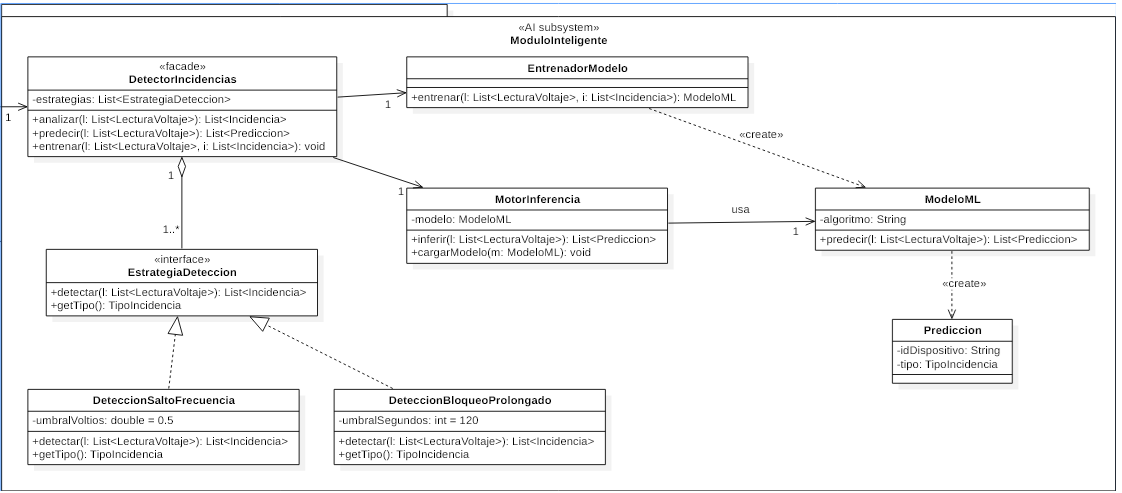 «AI subsystem»
ModuloInteligente
«facade»
DetectorIncidencias
-estrategias: List<EstrategiaDeteccion>
+analizar(l: List<LecturaVoltaje>): List<Incidencia>
+predecir(l: List<LecturaVoltaje>): List<Prediccion>
+entrenar(l: List<LecturaVoltaje>, i: List<Incidencia>): void
1
1
EntrenadorModelo
+entrenar(l: List<LecturaVoltaje>, i: List<Incidencia>): ModeloML
«create»
1
1..*
1
MotorInferencia
-modelo: ModeloML
+inferir(l: List<LecturaVoltaje>): List<Prediccion>
+cargarModelo(m: ModeloML): void
usa
1
ModeloML
-algoritmo: String
+predecir(l: List<LecturaVoltaje>): List<Prediccion>
«create»
«interface»
EstrategiaDeteccion
+detectar(l: List<LecturaVoltaje>): List<Incidencia>
+getTipo(): TipoIncidencia
Prediccion
-idDispositivo: String
-tipo: TipoIncidencia
DeteccionSaltoFrecuencia
-umbralVoltios: double = 0.5
+detectar(l: List<LecturaVoltaje>): List<Incidencia>
+getTipo(): TipoIncidencia
DeteccionBloqueoProlongado
-umbralSegundos: int = 120
+detectar(l: List<LecturaVoltaje>): List<Incidencia>
+getTipo(): TipoIncidencia